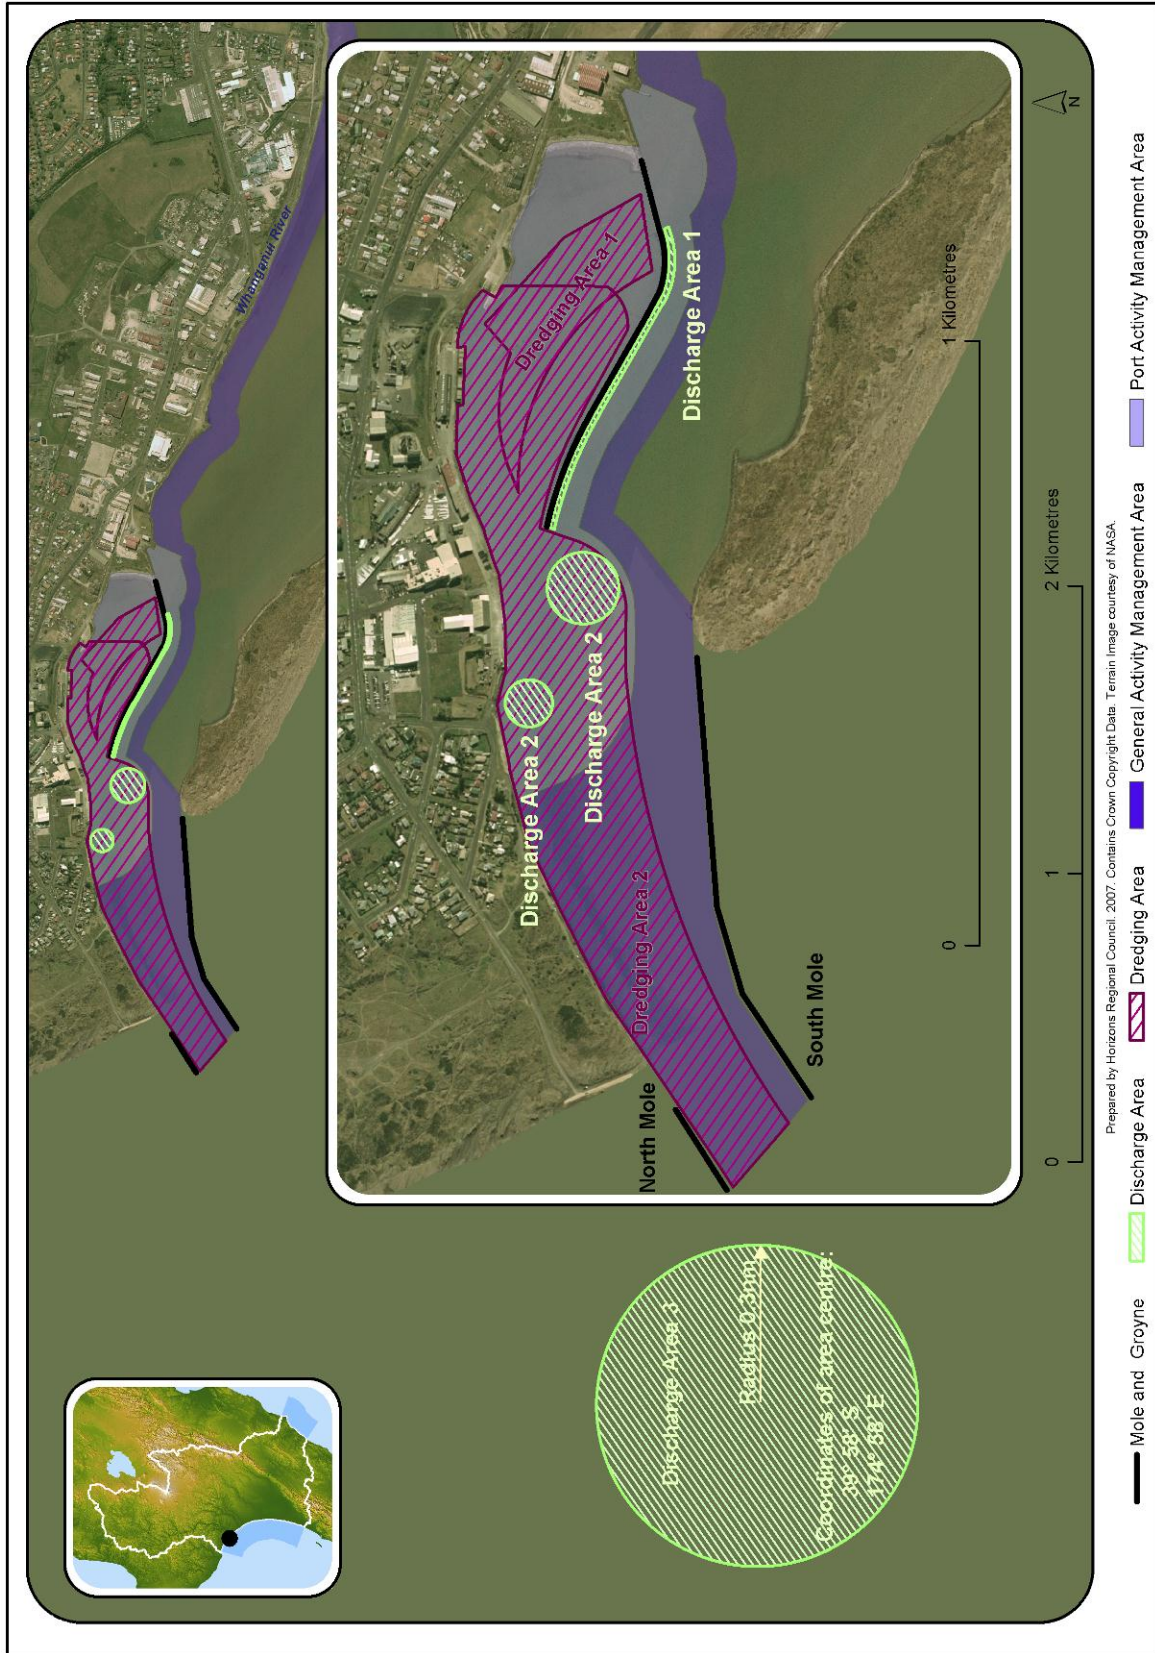 Whanganui River
Dredging Area 1
Discharge Area 1
Discharge Area 2
Discharge Area 2
Dredging Area 2
North Mole
South Mole
0
1 Kilometres
0
1
2 Kilometres
N
Discharge Area 3
Radius 0.3nm
Coordinates of area centre:
39° 58' S
174° 58' E
Prepared by Horizons Regional Council. 2007. Contains Crown Copyright Data. Terrain Image courtesy of NASA.
Mole and Groyne
Discharge Area
Dredging Area
General Activity Management Area
Port Activity Management Area